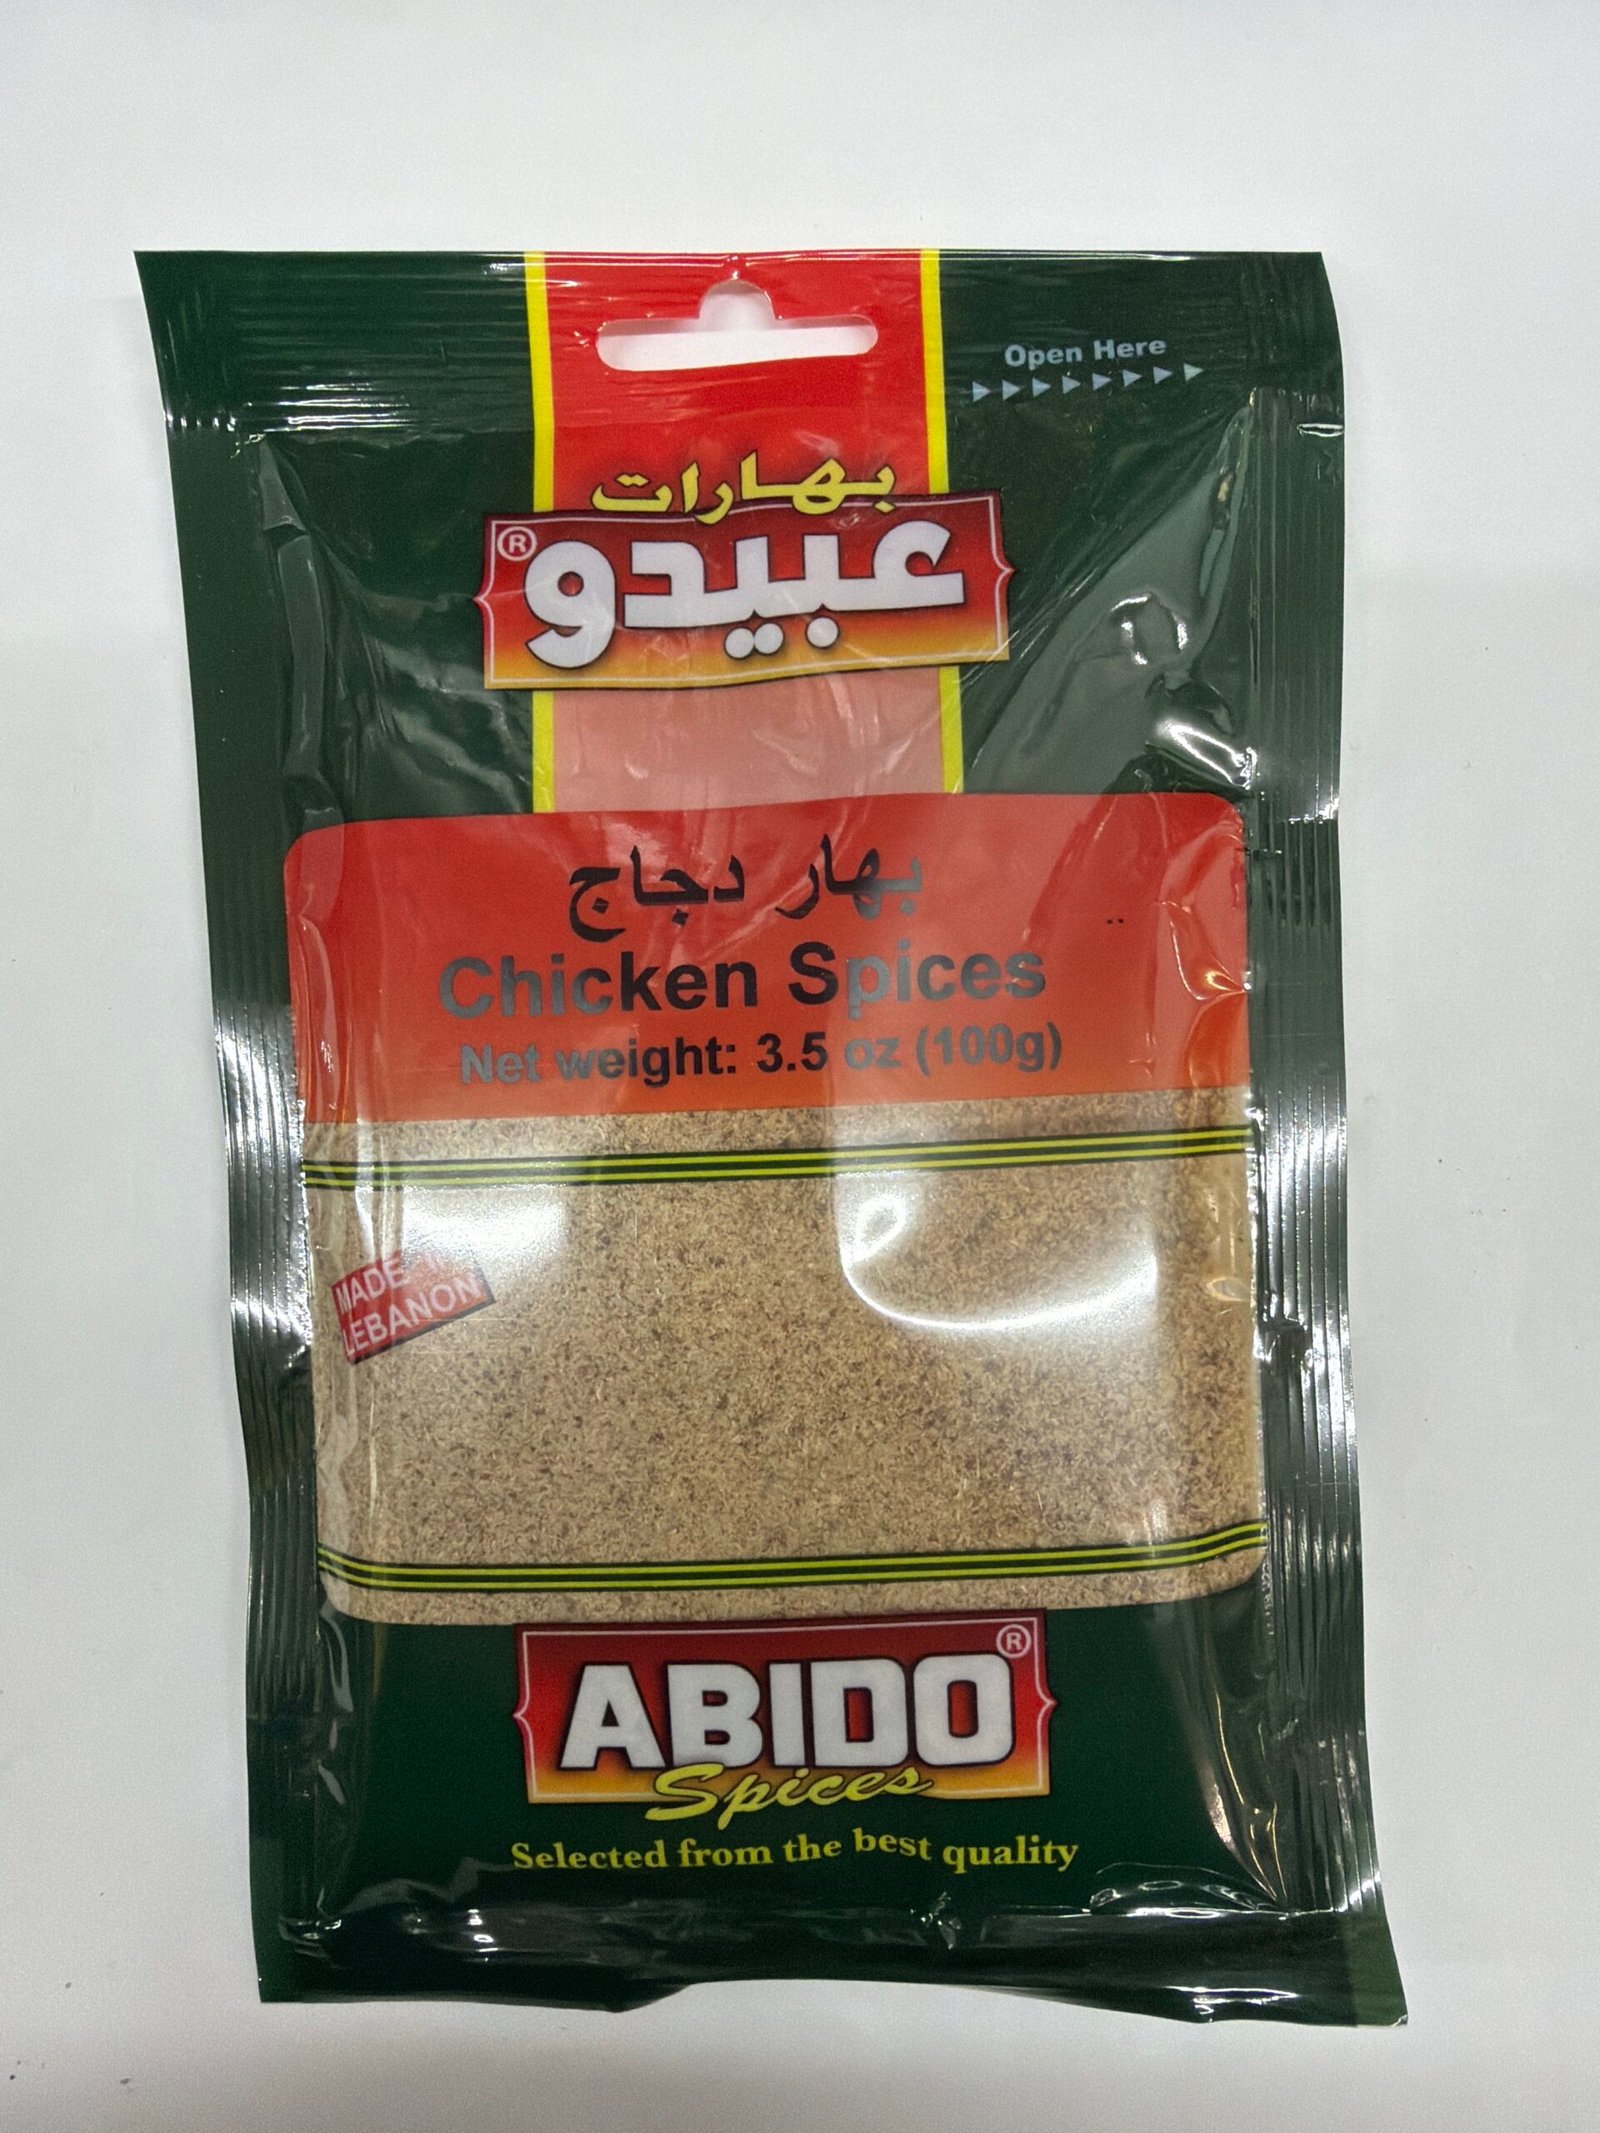 Open Here
بهارات
عبيدو®
بهار دجاج
Chicken Spices
Net weight: 3.5 oz (100g)
MADE
LEBANON
ABIDO®
Spices
Selected from the best quality